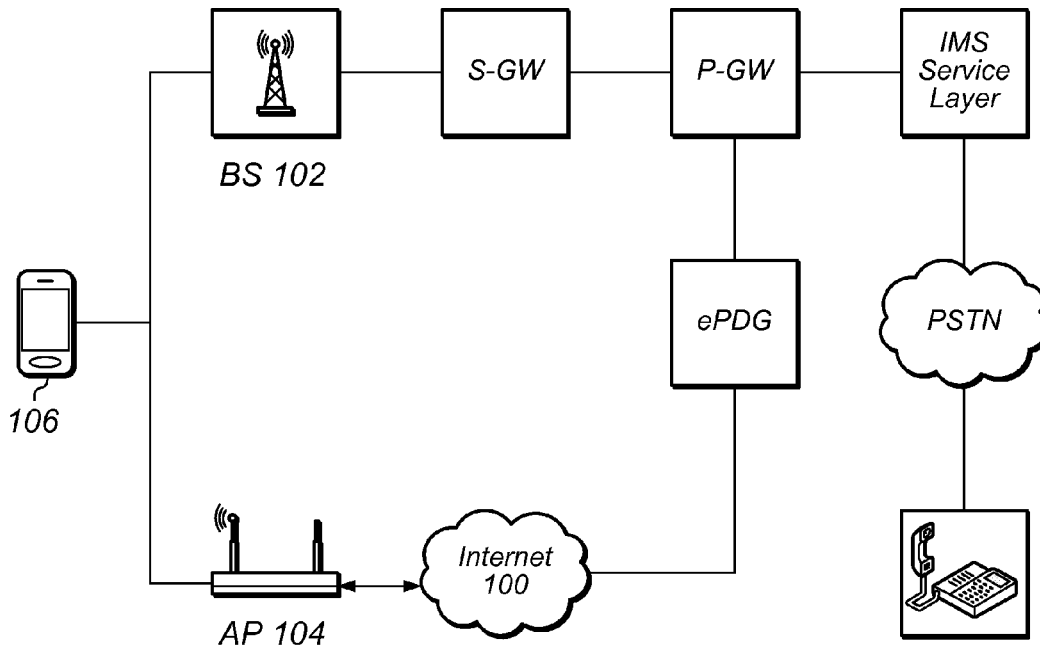 S-GW
P-GW
IMS
Service
Layer
BS 102
ePDG
PSTN
106
Internet
100
AP 104